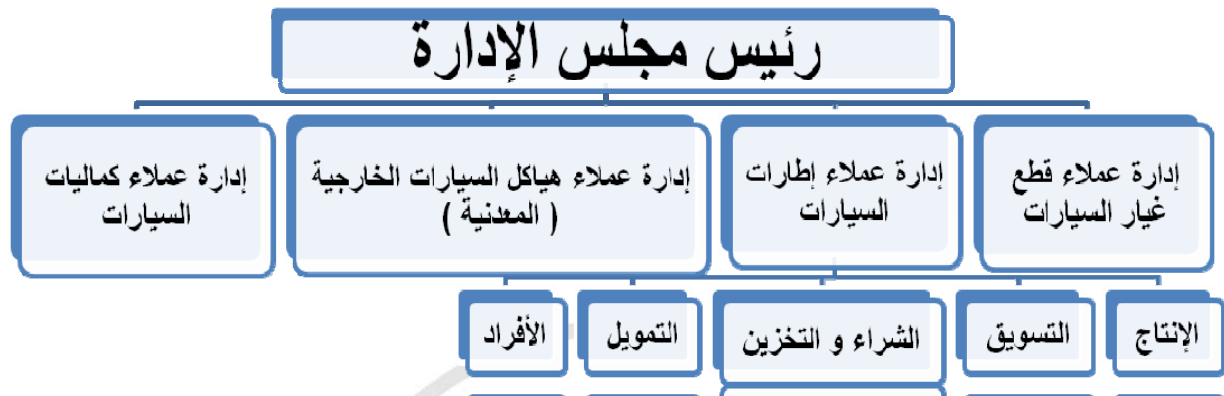 رئيس مجلس الإدارة
إدارة عملاء قطع
غيار السيارات
إدارة عملاء إطارات
السيارات
إدارة عملاء هياكل السيارات الخارجية
( المعدنية )
إدارة عملاء كماليات
السيارات
الإنتاج
التسويق
الشراء و التخزين
التمويل
الأفراد